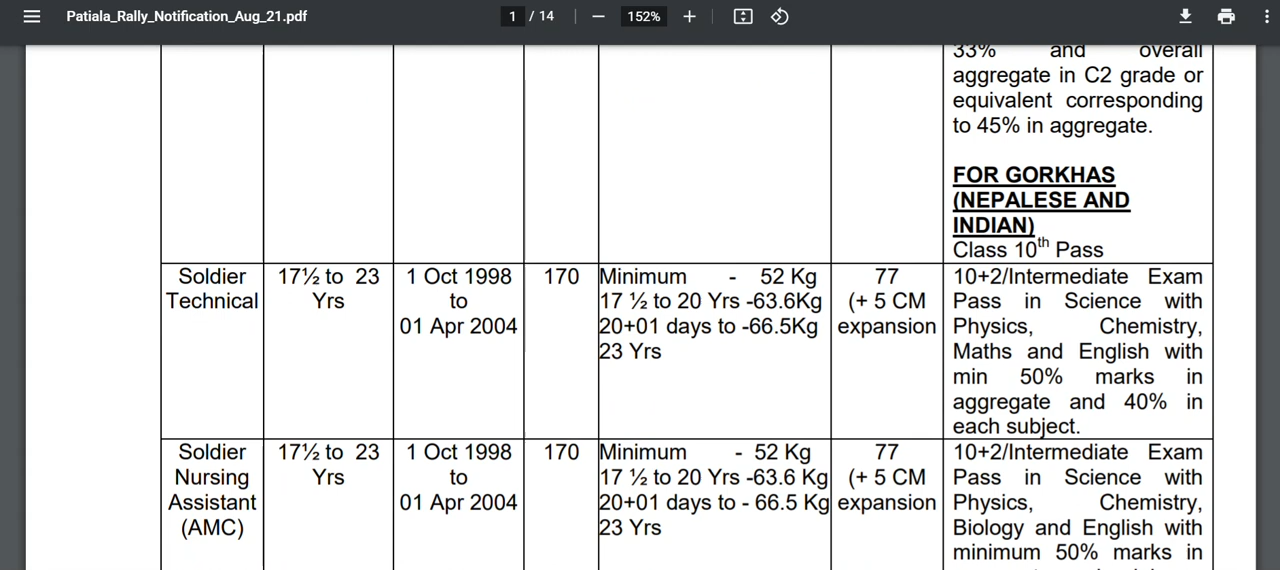 Patiala_Rally_Notification_Aug_21.pdf
1 / 14
152%
33% and overall
aggregate in C2 grade or
equivalent corresponding
to 45% in aggregate.
FOR GORKHAS
(NEPALESE AND
INDIAN)
Class 10th Pass
Soldier
Technical
17½ to 23
Yrs
1 Oct 1998
to
01 Apr 2004
170
Minimum - 52 Kg
17 ½ to 20 Yrs -63.6Kg
20+01 days to -66.5Kg
23 Yrs
77
(+ 5 CM
expansion
10+2/Intermediate Exam
Pass in Science with
Physics, Chemistry,
Maths and English with
min 50% marks in
aggregate and 40% in
each subject.
Soldier
Nursing
Assistant
(AMC)
17½ to 23
Yrs
1 Oct 1998
to
01 Apr 2004
170
Minimum - 52 Kg
17 ½ to 20 Yrs -63.6 Kg
20+01 days to - 66.5 Kg
23 Yrs
77
(+ 5 CM
expansion
10+2/Intermediate Exam
Pass in Science with
Physics, Chemistry,
Biology and English with
minimum 50% marks in